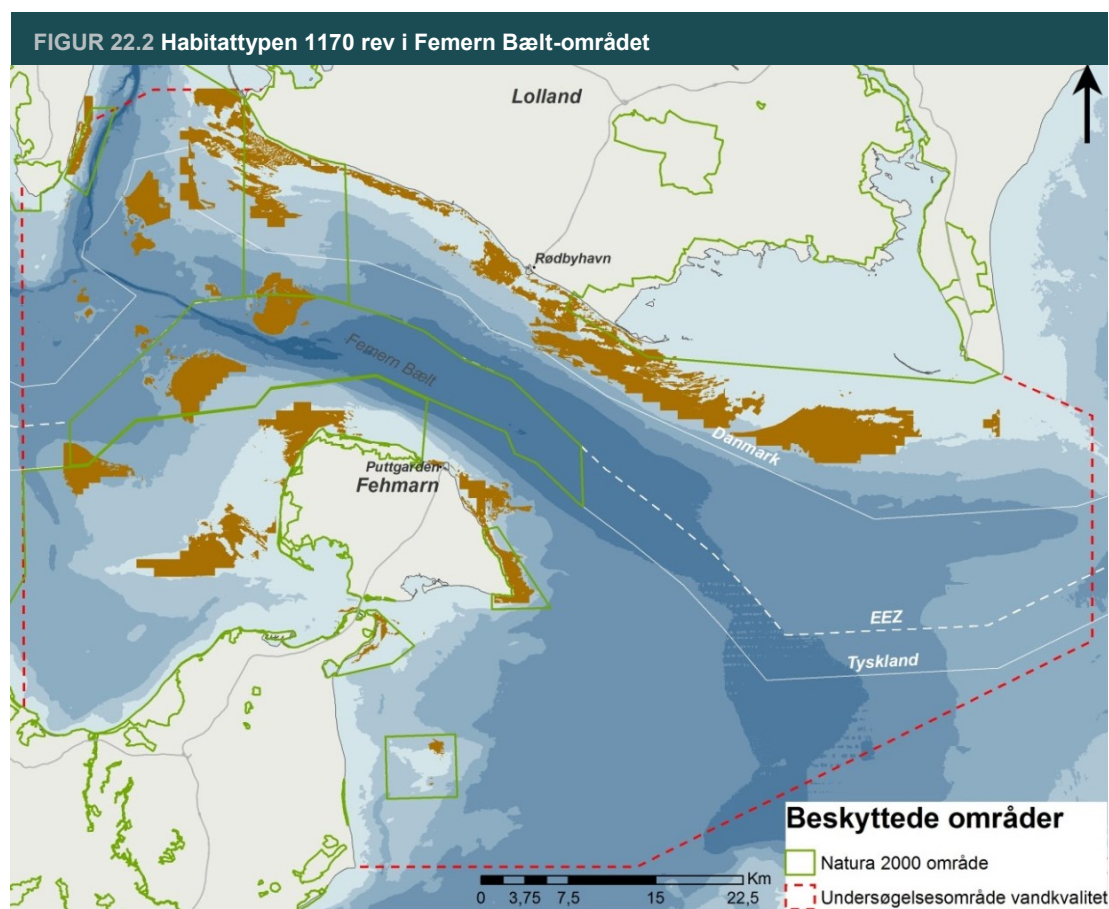 FIGUR 22.2 Habitattypen 1170 rev i Femern Bælt-området
Lolland
Rødbyhavn
Femern Bælt
Danmark
Puttgarden
Fehmarn
EEZ
Tyskland
Beskyttede områder
Natura 2000 område
Undersøgelsesområde vandkvalitet
Km
0 3,75 7,5 15 22,5